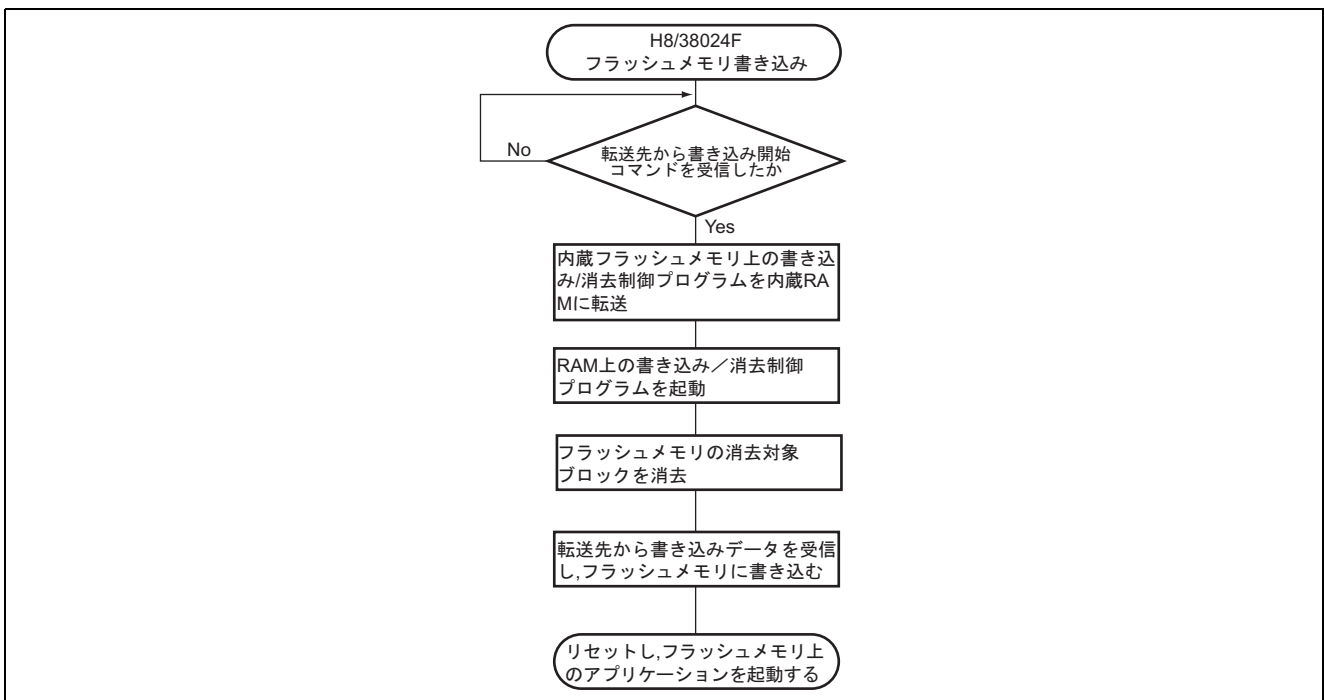 H8/38024F
フラッシュメモリ書き込み
No
転送先から書き込み開始
コマンドを受信したか
Yes
内蔵フラッシュメモリ上の書き込
み/消去制御プログラムを内蔵RA
Mに転送
RAM上の書き込み／消去制御
プログラムを起動
フラッシュメモリの消去対象
ブロックを消去
転送先から書き込みデータを受信
し,フラッシュメモリに書き込む
リセットし,フラッシュメモリ上
のアプリケーションを起動する